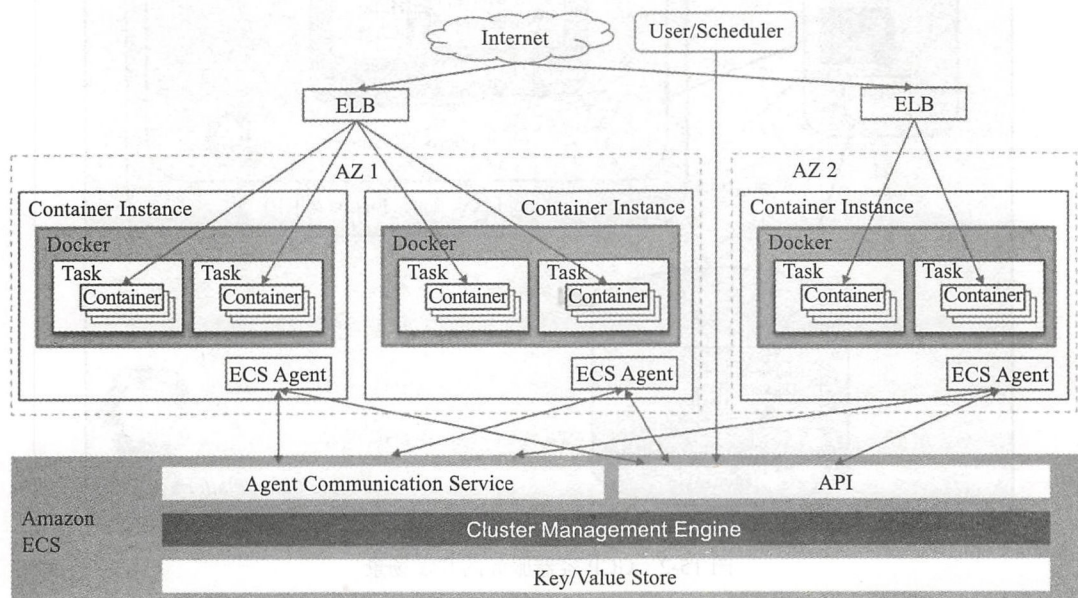 Internet
User/Scheduler
ELB
ELB
AZ 1
AZ 2
Container Instance
Docker
Task
Container
Task
Container
ECS Agent
Container Instance
Docker
Task
Container
Task
Container
ECS Agent
Container Instance
Docker
Task
Container
Task
Container
ECS Agent
Amazon
ECS
Agent Communication Service
API
Cluster Management Engine
Key/Value Store